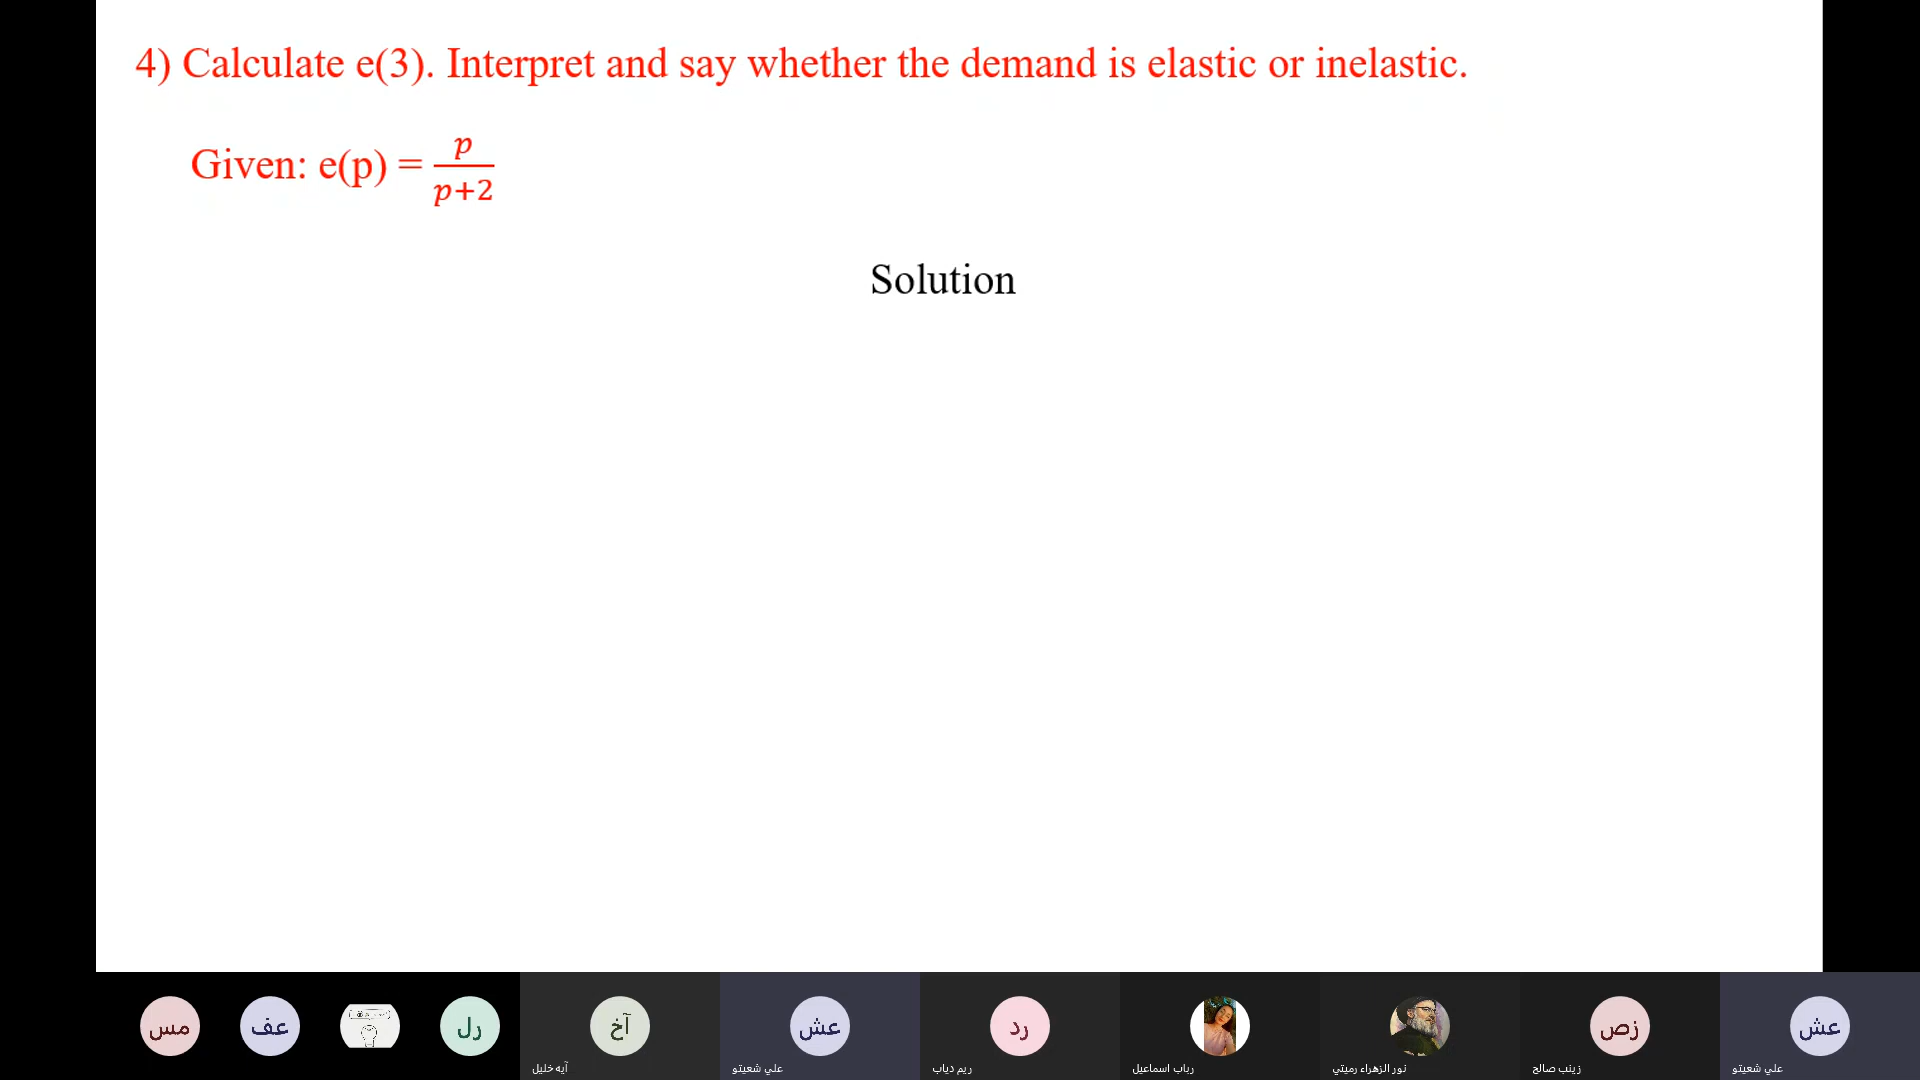 4) Calculate e(3). Interpret and say whether the demand is elastic or inelastic.
Given: e(p) = p/(p+2)
Solution
مس
عف
رل
آخ
عش
رد
زص
عش
آيه خليل
علي شعيتو
ريم دياب
رباب اسماعيل
نور الزهراء رميتي
زينب صالح
علي شعيتو